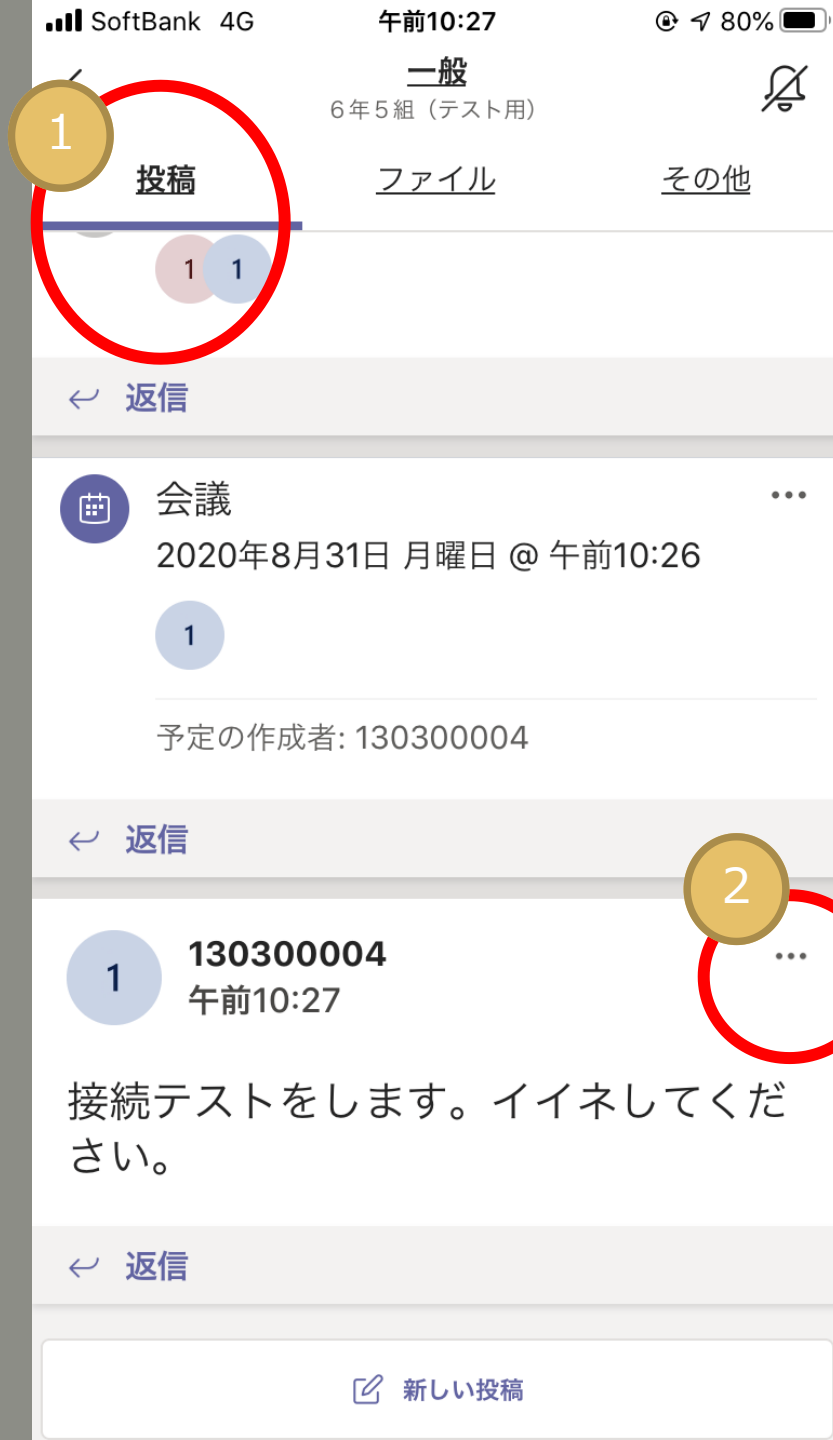 SoftBank 4G 午前10:27 80%
一般
6年5組（テスト用）
1
投稿 ファイル その他
1 1
返信
会議
2020年8月31日 月曜日 @ 午前10:26
1
予定の作成者: 130300004
返信
2
130300004
1
午前10:27
接続テストをします。イイネしてくだ
さい。
返信
新しい投稿